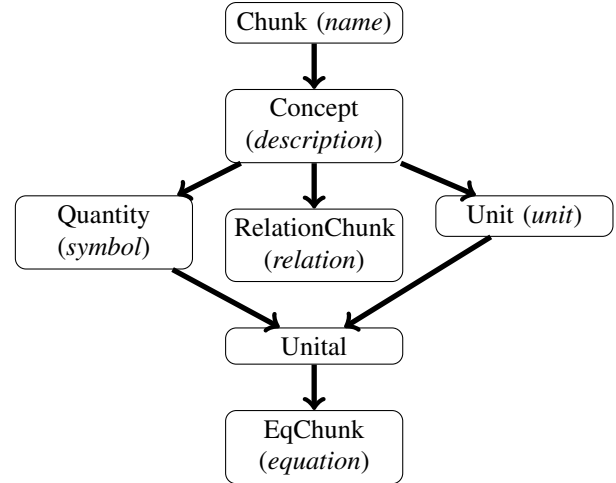 Chunk (name)
Concept
(description)
Quantity
(symbol)
RelationChunk
(relation)
Unit (unit)
Unital
EqChunk
(equation)